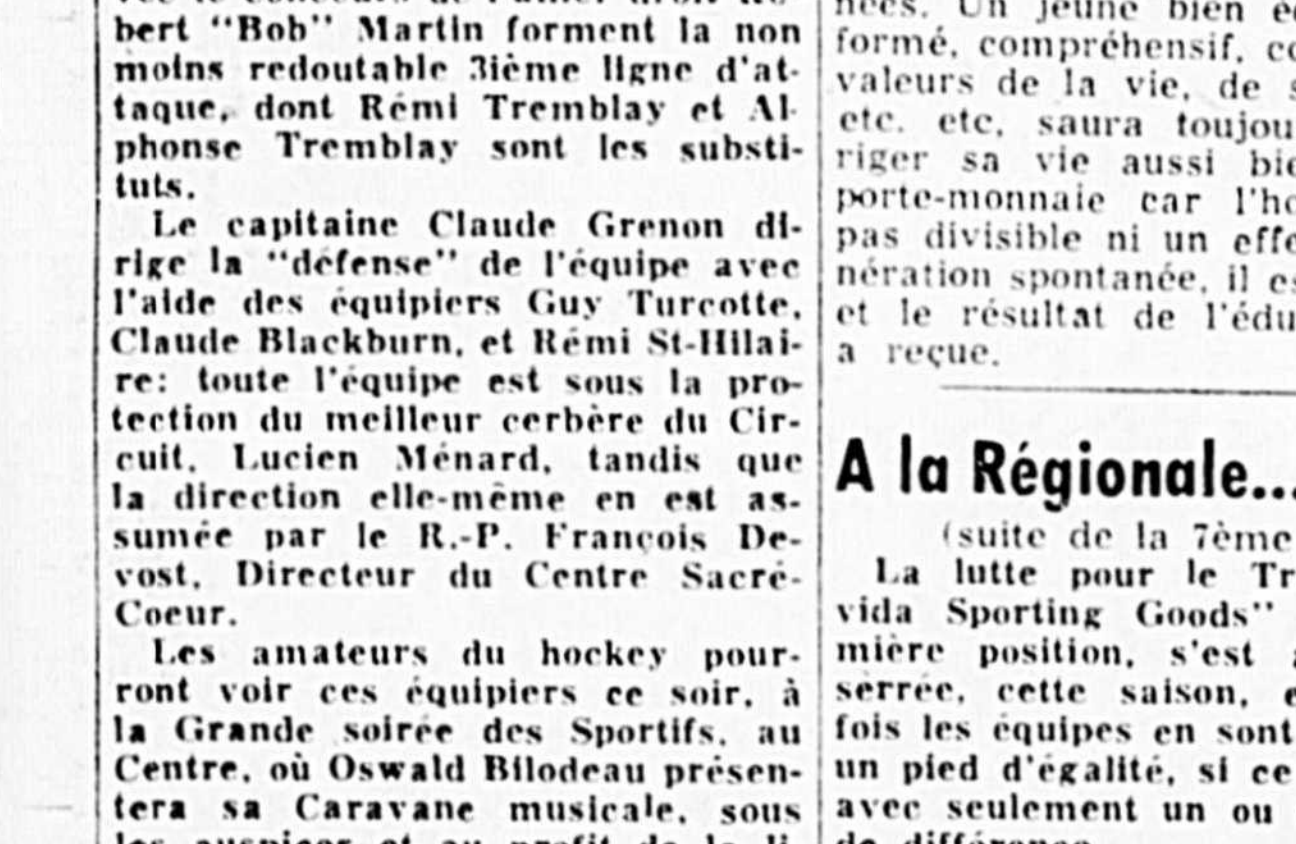 bert "Bob" Martin forment la non
moins redoutable 3ième ligne d'at-
taque, dont Rémi Tremblay et Al-
phonse Tremblay sont les substi-
tuts.
Le capitaine Claude Grenon di-
rige la "défense" de l'équipe avec
l'aide des équipiers Guy Turcotte,
Claude Blackburn, et Rémi St-Hilai-
re: toute l'équipe est sous la pro-
tection du meilleur cerbère du Cir-
cuit, Lucien Ménard, tandis que
la direction elle-même en est as-
sumée par le R.-P. François De-
vost, Directeur du Centre Sacré-
Coeur.
Les amateurs du hockey pour-
ront voir ces équipiers ce soir, à
la Grande soirée des Sportifs, au
Centre, où Oswald Bilodeau présen-
tera sa Caravane musicale, sous
nées. Un jeune bien
formé, compréhensif,
valeurs de la vie, de
etc. etc, saura toujou
riger sa vie aussi bie
porte-monnaie car l'ho
pas divisible ni un effe
nération spontanée, il es
et le résultat de l'édu
a reçue.
A la Régionale...
(suite de la 7ème
La lutte pour le Tr
vida Sporting Goods"
mière position, s'est
serrée, cette saison, e
fois les équipes en sont
un pied d'égalité, si ce
avec seulement un ou
de différence